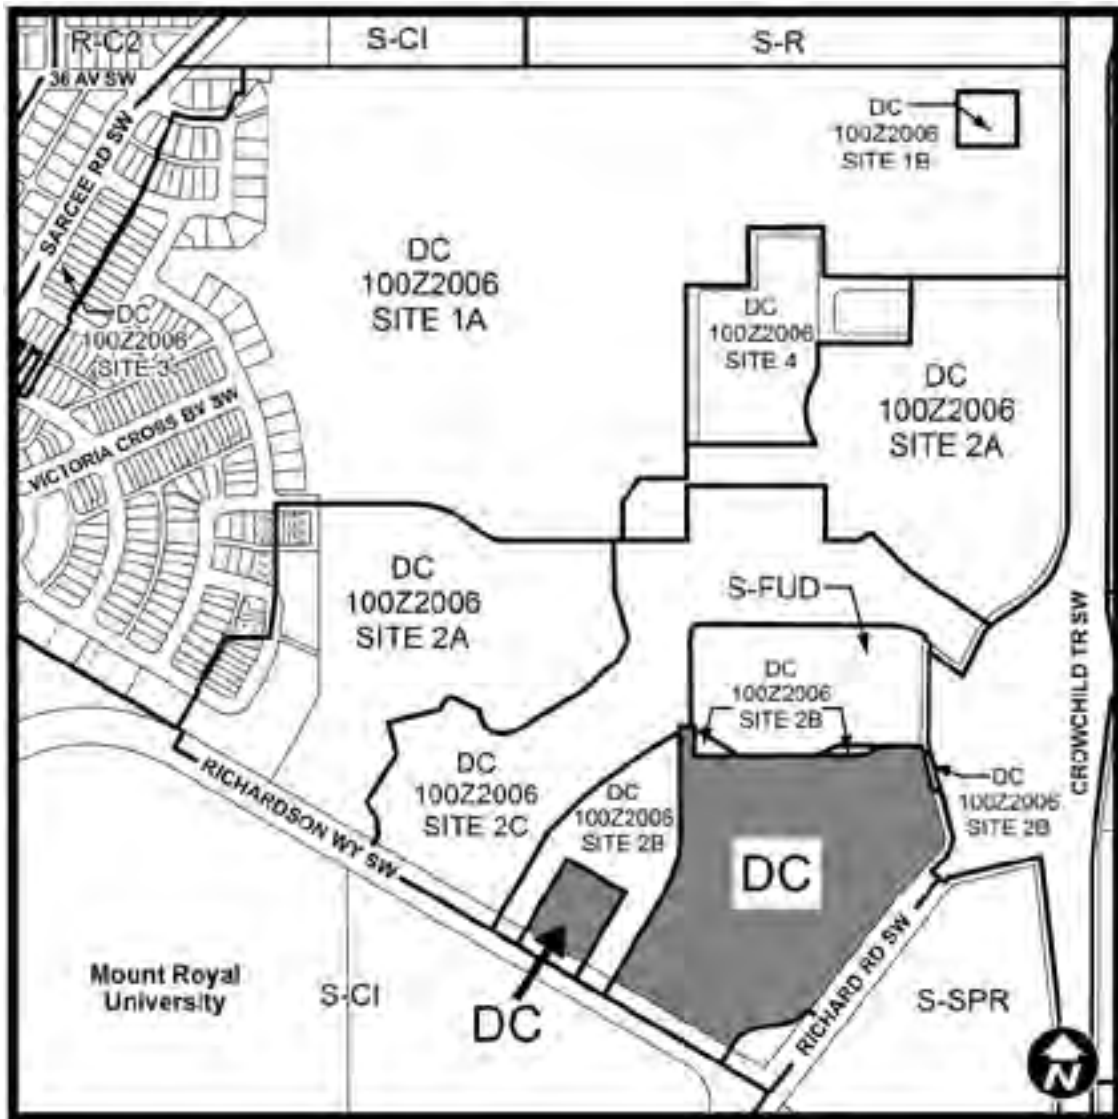 R-C2
S-CI
S-R
36 AV SW
SARCEE RD SW
DC
100Z2006
SITE 1B
DC
100Z2006
SITE 1A
DC
100Z2006
SITE 3
DC
100Z2006
SITE 4
DC
100Z2006
SITE 2A
VICTORIA CROSS BV SW
DC
100Z2006
SITE 2A
S-FUD
CROWCHILD TR SW
DC
100Z2006
SITE 2B
DC
100Z2006
SITE 2C
DC
100Z2006
SITE 2B
DC
100Z2006
SITE 2B
RICHARDSON WY SW
DC
RICHARD RD SW
Mount Royal
University
S-CI
DC
S-SPR
N